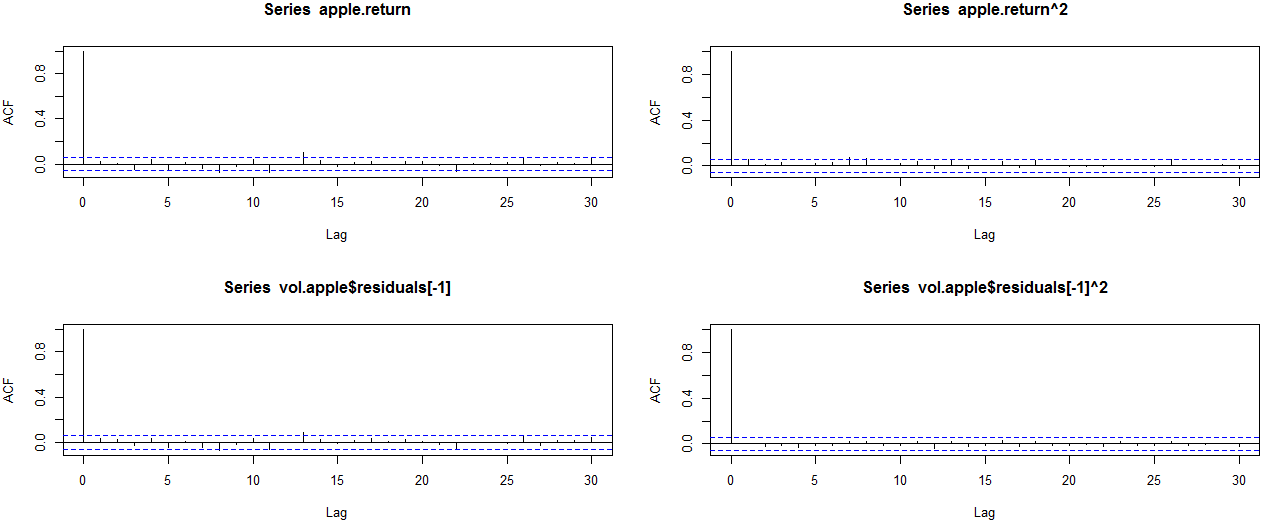 Series apple.return
ACF
0.0 0.4 0.8
0 5 10 15 20 25 30
Lag
Series apple.return^2
ACF
0.0 0.4 0.8
0 5 10 15 20 25 30
Lag
Series vol.apple$residuals[-1]
ACF
0.0 0.4 0.8
0 5 10 15 20 25 30
Lag
Series vol.apple$residuals[-1]^2
ACF
0.0 0.4 0.8
0 5 10 15 20 25 30
Lag